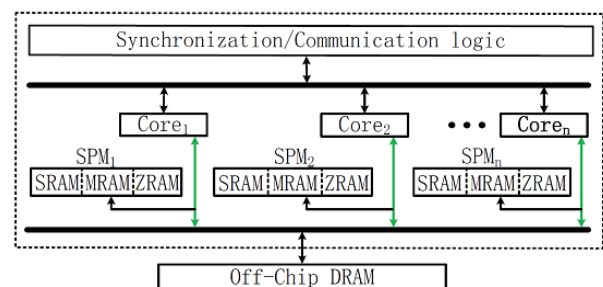 Synchronization/Communication logic
Core1 Core2 ••• Coren
SPM1 SPM2 SPMn
SRAM MRAM ZRAM SRAM MRAM ZRAM SRAM MRAM ZRAM
Off-Chip DRAM